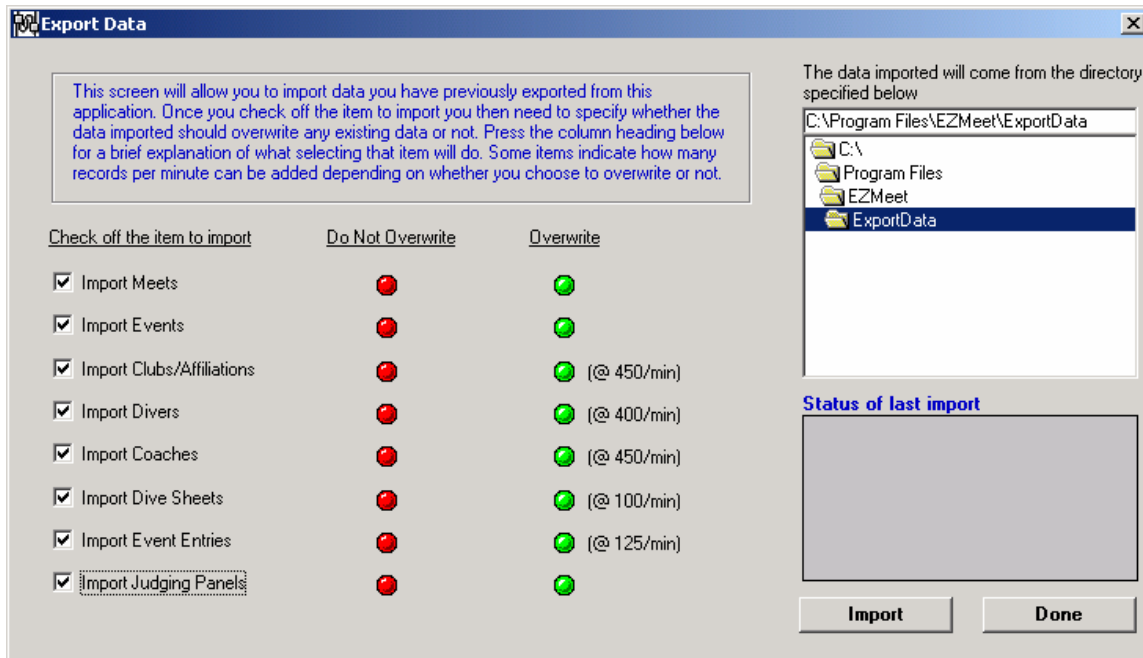 Export Data
This screen will allow you to import data you have previously exported from this
application. Once you check off the item to import you then need to specify whether the
data imported should overwrite any existing data or not. Press the column heading below
for a brief explanation of what selecting that item will do. Some items indicate how many
records per minute can be added depending on whether you choose to overwrite or not.
Check off the item to import Do Not Overwrite Overwrite
Import Meets
Import Events
Import Clubs/Affiliations (@ 450/min)
Import Divers (@ 400/min)
Import Coaches (@ 450/min)
Import Dive Sheets (@ 100/min)
Import Event Entries (@ 125/min)
Import Judging Panels
The data imported will come from the directory
specified below
C:\Program Files\EZMeet\ExportData
C:\
Program Files
EZMeet
ExportData
Status of last import
Import Done